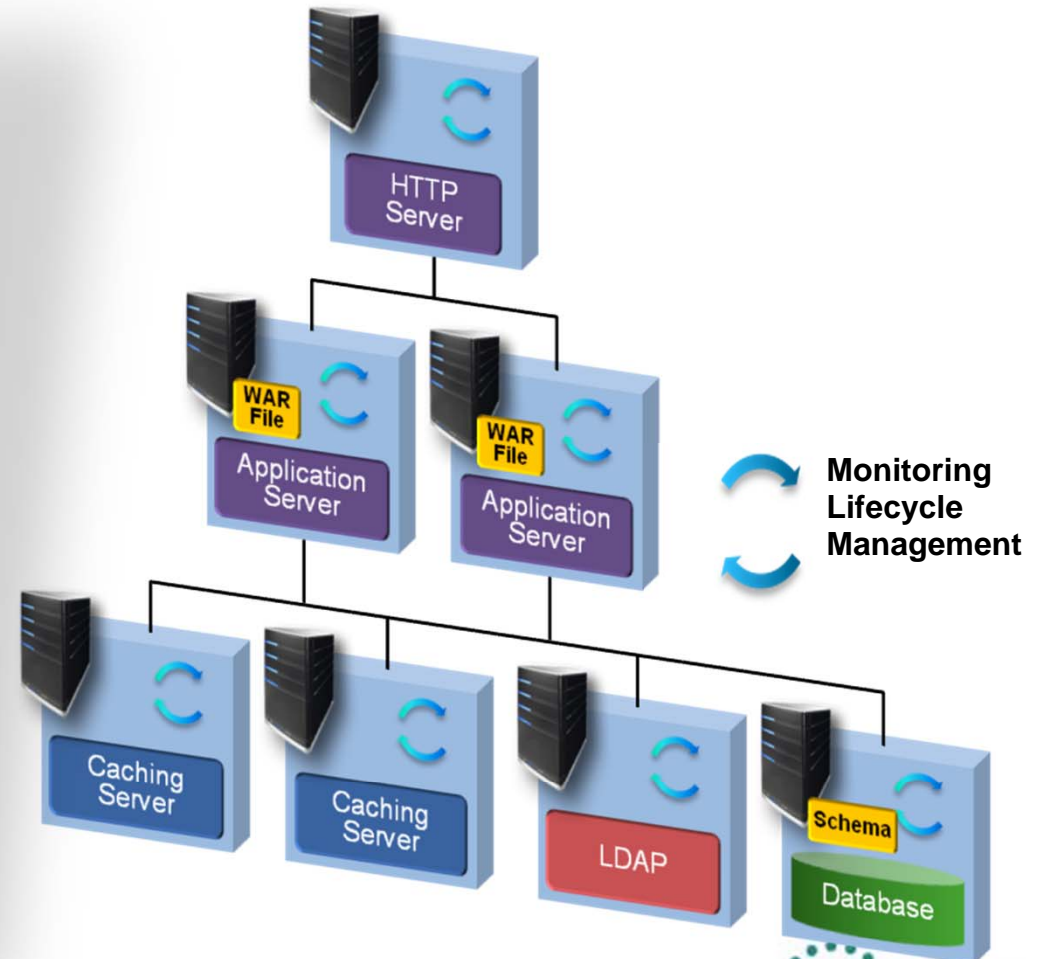 HTTP
Server
WAR
File
Application
Server
WAR
File
Application
Server
Monitoring
Lifecycle
Management
Caching
Server
Caching
Server
LDAP
Schema
Database